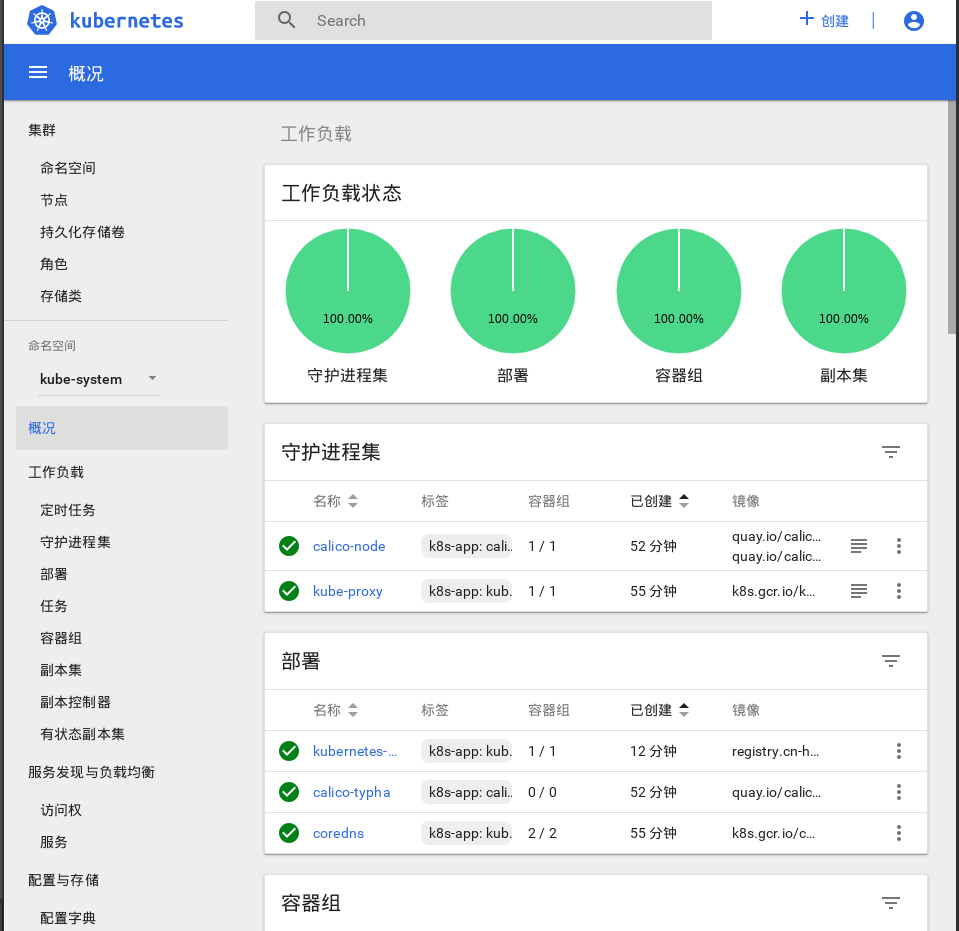 kubernetes
Search
创建
概况
集群
命名空间
节点
持久化存储卷
角色
存储类
命名空间
kube-system
概况
工作负载
定时任务
守护进程集
部署
任务
容器组
副本集
副本控制器
有状态副本集
服务发现与负载均衡
访问权
服务
配置与存储
配置字典
工作负载
工作负载状态
100.00% 100.00% 100.00% 100.00%
守护进程集 部署 容器组 副本集
守护进程集
名称 标签 容器组 已创建 镜像
calico-node k8s-app: cali.. 1 / 1 52 分钟 quay.io/calic...
quay.io/calic...
kube-proxy k8s-app: kub. 1 / 1 55 分钟 k8s.gcr.io/k...
部署
名称 标签 容器组 已创建 镜像
kubernetes-... k8s-app: kub. 1 / 1 12 分钟 registry.cn-h...
calico-typha k8s-app: cali.. 0 / 0 52 分钟 quay.io/calic...
coredns k8s-app: kub. 2 / 2 55 分钟 k8s.gcr.io/c...
容器组